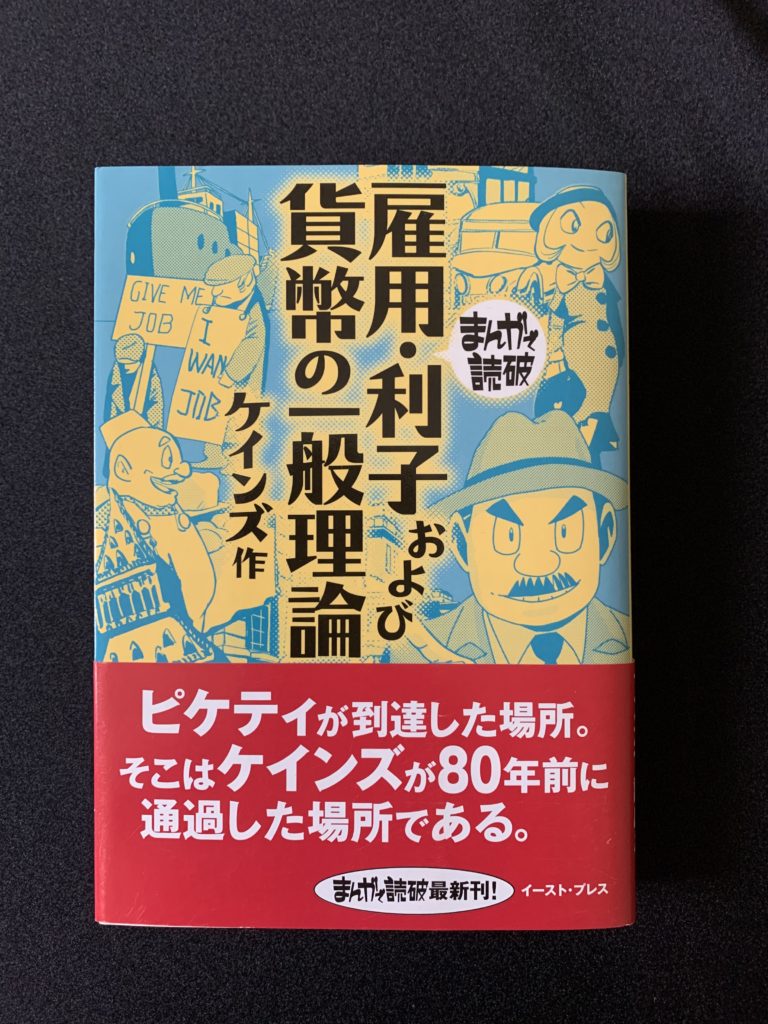 雇用・利子および
貨幣の一般理論
ケインズ作
まんがで
読破
GIVE ME
JOB
I
WAN
JOB
ピケティが到達した場所。
そこはケインズが80年前に
通過した場所である。
まんがで読破最新刊!
イースト・プレス